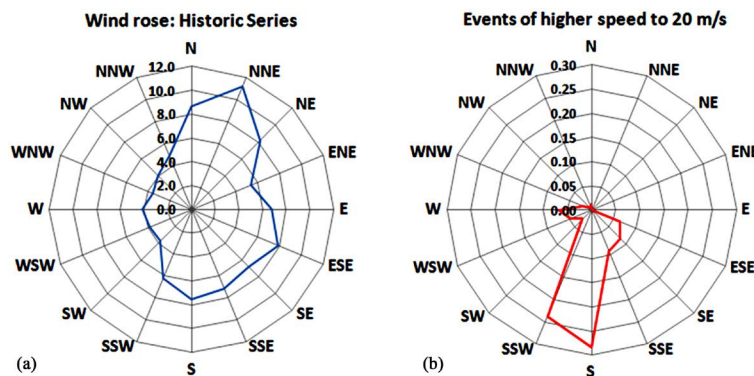 Wind rose: Historic Series
N
NNW
12.0
NNE
10.0
NW
8.0
NE
6.0
WNW
4.0
ENE
2.0
W
0.0
E
WSW
ESE
SW
SE
SSW
SSE
S
(a)
Events of higher speed to 20 m/s
N
NNW
0.30
NNE
0.25
NW
0.20
NE
0.15
WNW
0.10
ENE
0.05
W
0.00
E
WSW
ESE
SW
SE
SSW
SSE
S
(b)